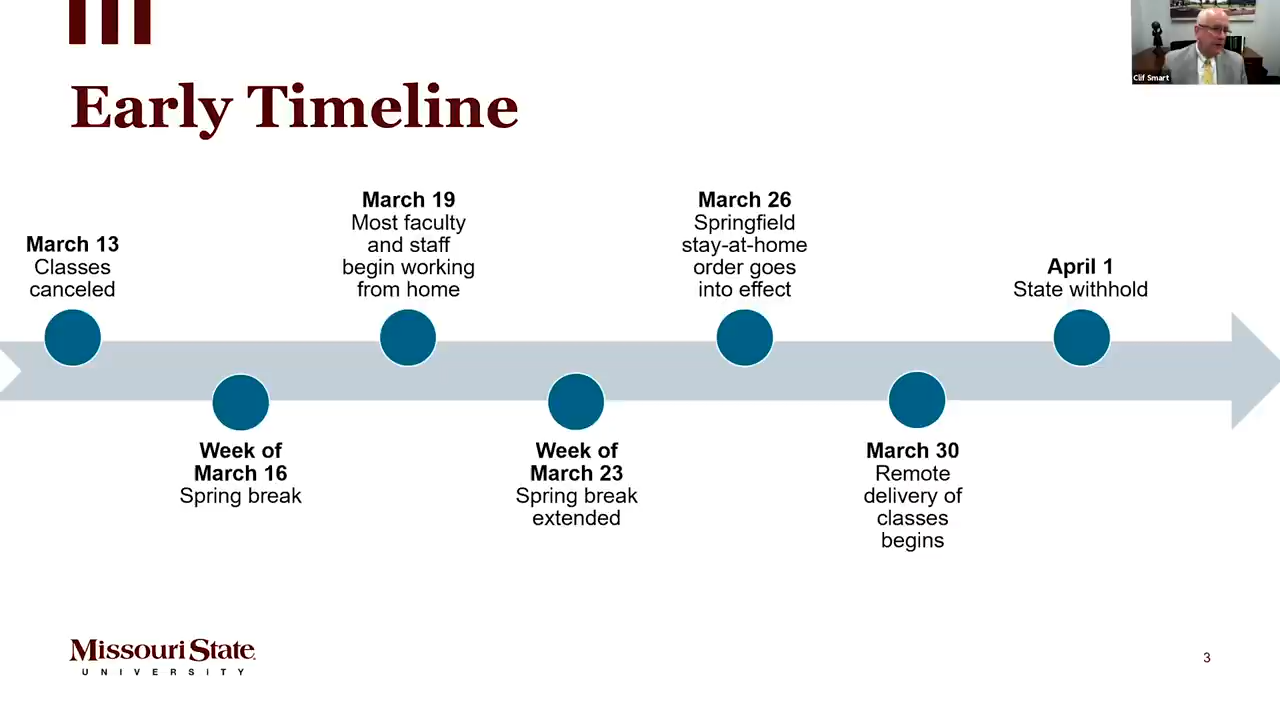 Clif Smart
Early Timeline
March 13
Classes
canceled
Week of
March 16
Spring break
March 19
Most faculty
and staff
begin working
from home
Week of
March 23
Spring break
extended
March 26
Springfield
stay-at-home
order goes
into effect
March 30
Remote
delivery of
classes
begins
April 1
State withhold
Missouri State
UNIVERSITY
3